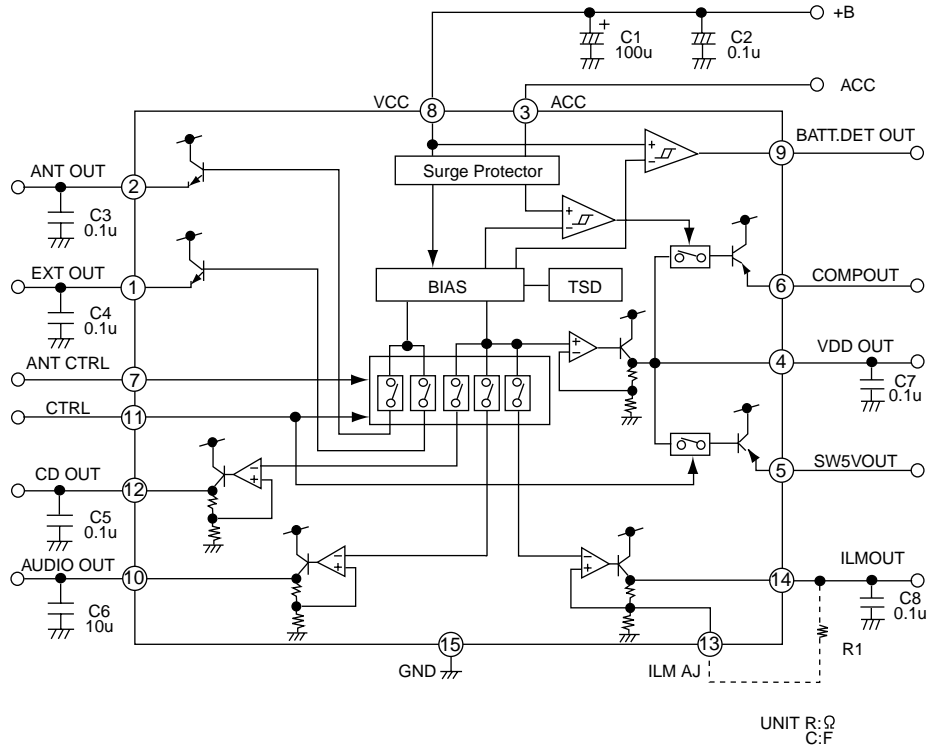 +B
+
C1
100u
C2
0.1u
ACC
VCC
8
3
ACC
BATT.DET OUT
9
+
−
Surge Protector
ANT OUT
2
C3
0.1u
+
−
EXT OUT
1
C4
0.1u
BIAS
TSD
COMPOUT
6
ANT CTRL
7
+
−
VDD OUT
4
C7
0.1u
CTRL
11
CD OUT
12
−
+
C5
0.1u
SW5VOUT
5
AUDIO OUT
10
−
+
C6
10u
−
+
ILMOUT
14
C8
0.1u
R1
15
GND
13
ILM AJ
UNIT R:Ω
C:F